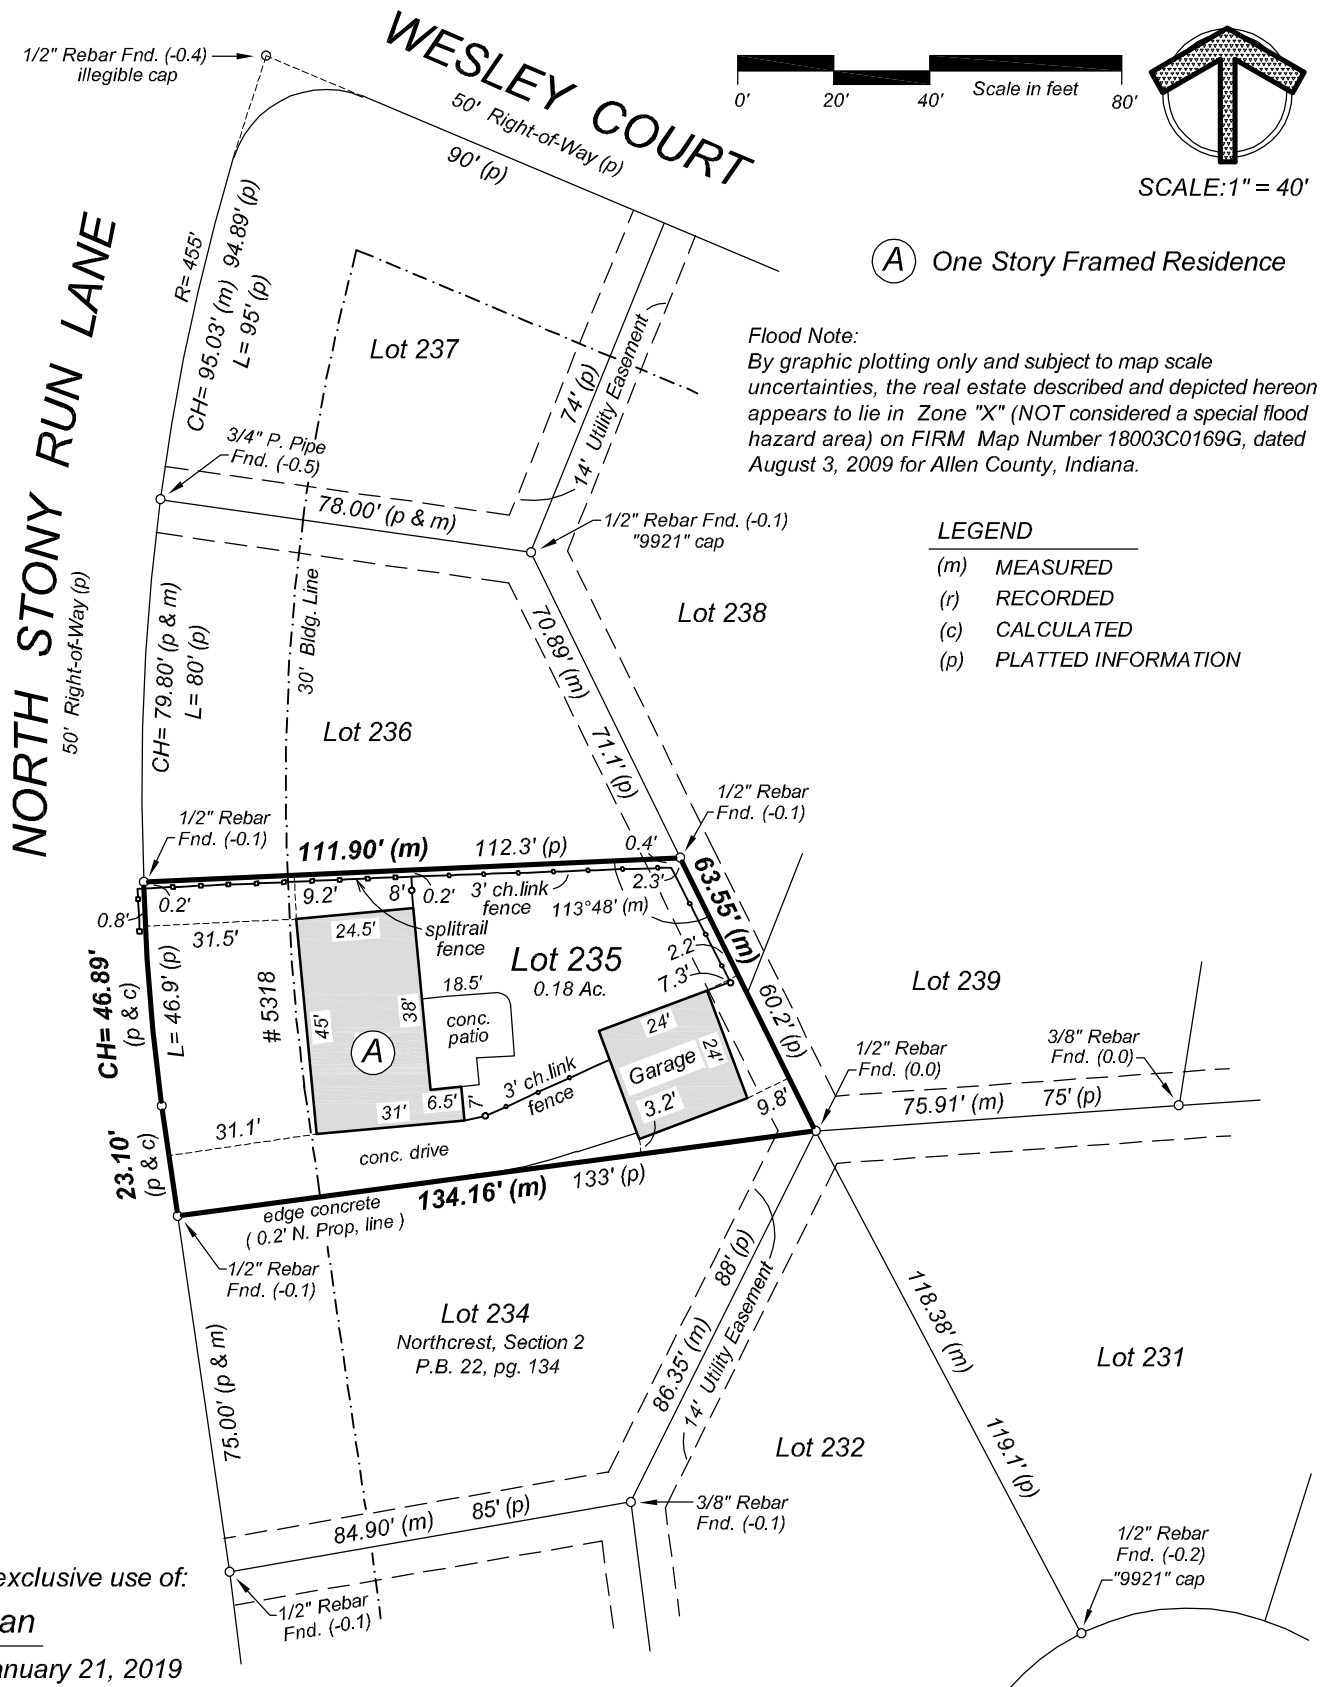 1/2" Rebar Fnd. (-0.4)
illegible cap
WESLEY COURT
50' Right-of-Way (p)
90' (p)
0'
20'
40'
Scale in feet
80'
SCALE:1" = 40'
A One Story Framed Residence
NORTH STONY RUN LANE
50' Right-of-Way (p)
R= 455'
CH= 95.03' (m) 94.89' (p)
L= 95' (p)
Lot 237
74' (p)
14' Utility Easement
Flood Note:
By graphic plotting only and subject to map scale
uncertainties, the real estate described and depicted hereon
appears to lie in Zone "X" (NOT considered a special flood
hazard area) on FIRM Map Number 18003C0169G, dated
August 3, 2009 for Allen County, Indiana.
3/4" P. Pipe
Fnd. (-0.5)
78.00' (p & m)
1/2" Rebar Fnd. (-0.1)
"9921" cap
LEGEND
(m) MEASURED
(r) RECORDED
(c) CALCULATED
(p) PLATTED INFORMATION
CH= 79.80' (p & m)
L= 80' (p)
30' Bldg. Line
70.89' (m)
71.1' (p)
Lot 238
Lot 236
1/2" Rebar
Fnd. (-0.1)
1/2" Rebar
Fnd. (-0.1)
111.90' (m)
112.3' (p)
0.4'
63.55' (m)
60.2' (p)
0.8'
0.2'
9.2'
8'
0.2'
3' ch.link
fence
2.3'
113°48' (m)
31.5'
24.5'
splitrail
fence
2.2'
7.3'
Lot 235
0.18 Ac.
CH= 46.89'
(p & c)
L= 46.9' (p)
# 5318
45'
38'
18.5'
conc.
patio
A
24'
24'
Garage
3.2'
9.8'
3' ch.link
fence
31'
6.5'
7'
31.1'
23.10'
(p & c)
conc. drive
134.16' (m)
133' (p)
edge concrete
( 0.2' N. Prop, line )
1/2" Rebar
Fnd. (-0.1)
Lot 239
1/2" Rebar
Fnd. (0.0)
3/8" Rebar
Fnd. (0.0)
75.91' (m)
75' (p)
Lot 234
Northcrest, Section 2
P.B. 22, pg. 134
75.00' (p & m)
88' (p)
86.35' (m)
14' Utility Easement
118.38' (m)
119.1' (p)
Lot 231
Lot 232
84.90' (m)
85' (p)
3/8" Rebar
Fnd. (-0.1)
1/2" Rebar
Fnd. (-0.1)
1/2" Rebar
Fnd. (-0.2)
"9921" cap
exclusive use of:
an
anuary 21, 2019